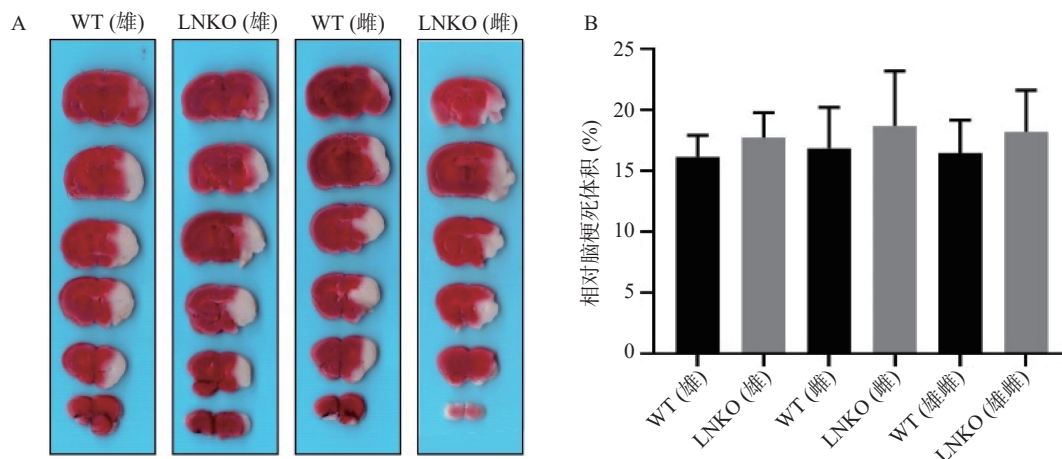 A
WT (雄)
LNKO (雄)
WT (雌)
LNKO (雌)
B
相对脑梗死体积 (%)
25
20
15
10
5
0
WT (雄)
LNKO (雄)
WT (雌)
LNKO (雌)
WT (雄雌)
LNKO (雄雌)